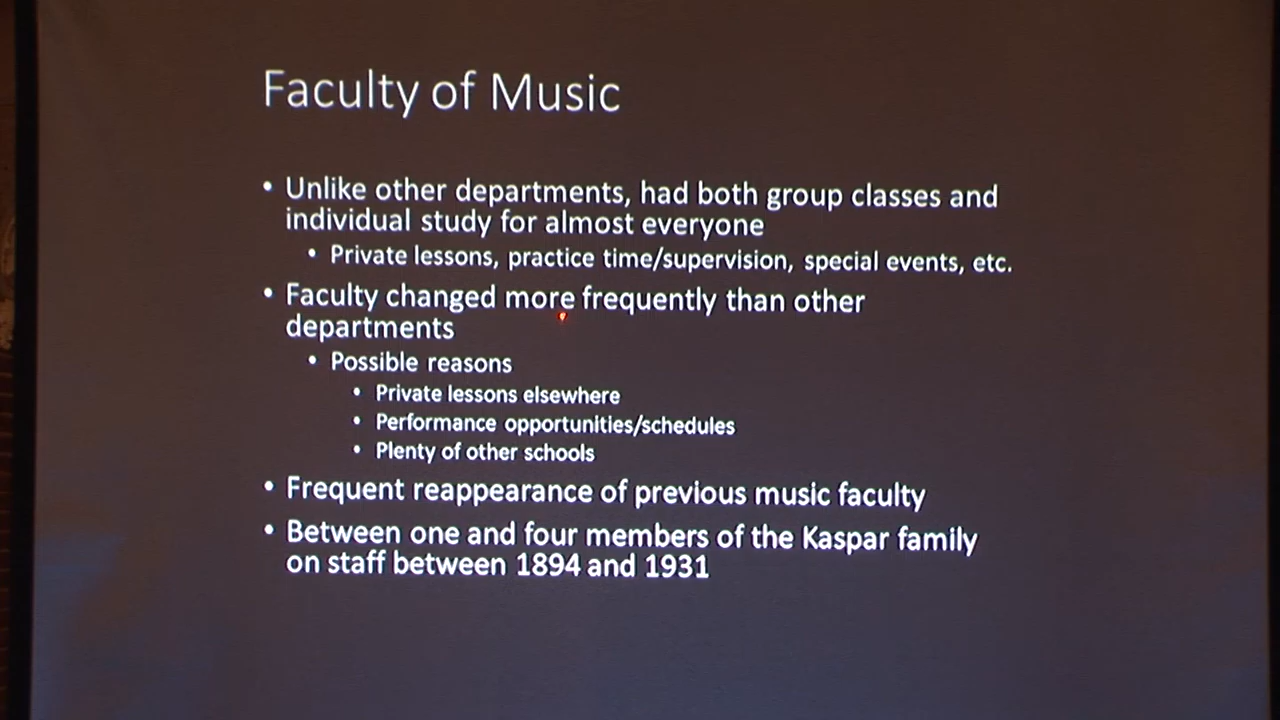 Faculty of Music
• Unlike other departments, had both group classes and
individual study for almost everyone
• Private lessons, practice time/supervision, special events, etc.
• Faculty changed more frequently than other
departments
• Possible reasons
• Private lessons elsewhere
• Performance opportunities/schedules
• Plenty of other schools
• Frequent reappearance of previous music faculty
• Between one and four members of the Kaspar family
on staff between 1894 and 1931